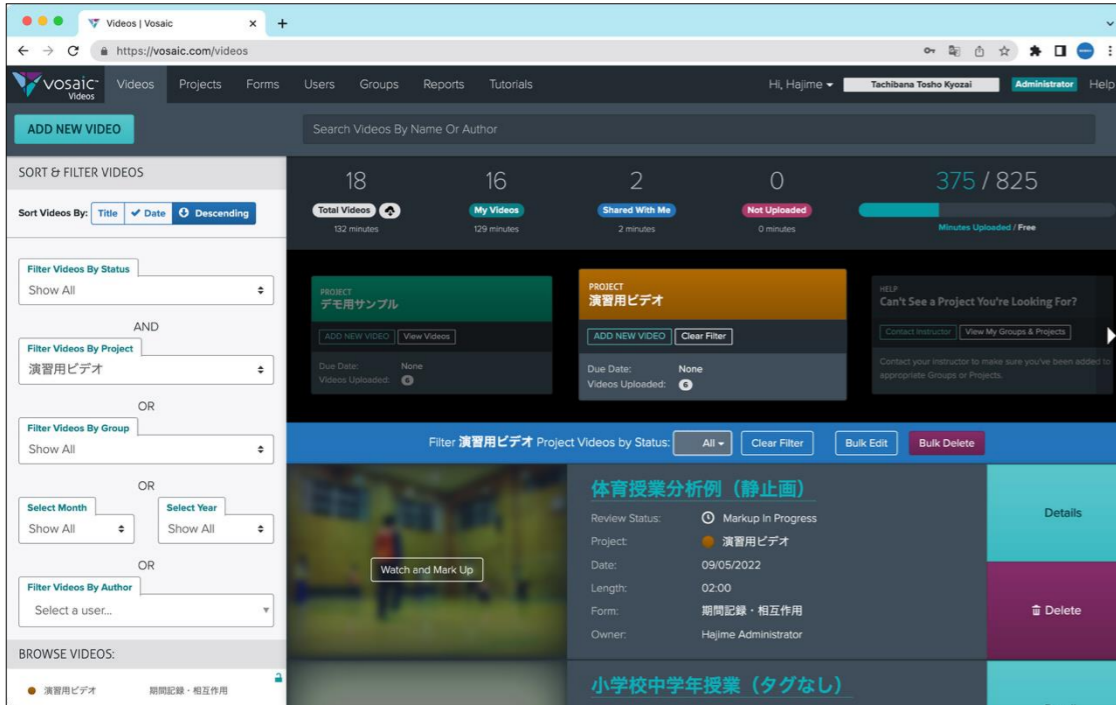 Videos | Vosaic
https://vosaic.com/videos
vosaic Videos
Videos Projects Forms Users Groups Reports Tutorials
Hi, Hajime
Tachibana Tosho Kyozai
Administrator
Help
ADD NEW VIDEO
Search Videos By Name Or Author
SORT & FILTER VIDEOS
Sort Videos By: Title Date Descending
Filter Videos By Status
Show All
AND
Filter Videos By Project
演習用ビデオ
OR
Filter Videos By Group
Show All
OR
Select Month
Show All
Select Year
Show All
OR
Filter Videos By Author
Select a user...
BROWSE VIDEOS:
演習用ビデオ 期間記録・相互作用
18
Total Videos
132 minutes
16
My Videos
129 minutes
2
Shared With Me
2 minutes
0
Not Uploaded
0 minutes
375 / 825
Minutes Uploaded / Free
PROJECT
デモ用サンプル
ADD NEW VIDEO View Videos
Due Date: None
Videos Uploaded: 6
PROJECT
演習用ビデオ
ADD NEW VIDEO Clear Filter
Due Date: None
Videos Uploaded: 6
HELP
Can't See a Project You're Looking For?
Contact Instructor View My Groups & Projects
Contact your instructor to make sure you've been added to
appropriate Groups or Projects.
Filter 演習用ビデオ Project Videos by Status: All Clear Filter Bulk Edit Bulk Delete
Watch and Mark Up
体育授業分析例（静止画）
Review Status: Markup In Progress
Project: 演習用ビデオ
Date: 09/05/2022
Length: 02:00
Form: 期間記録・相互作用
Owner: Hajime Administrator
Details
Delete
小学校中学年授業（タグなし）